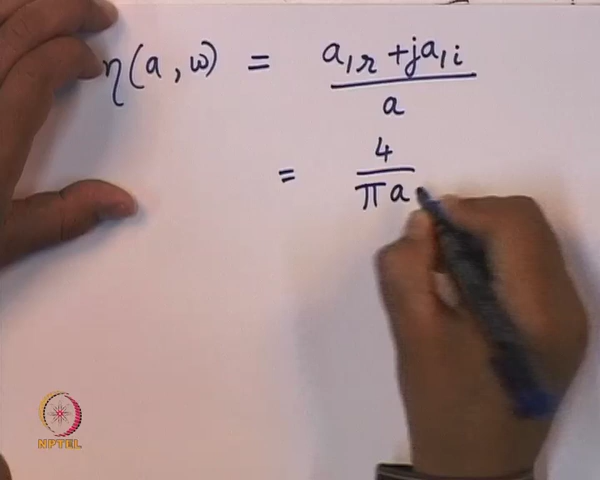 η(a, ω) = (a₁r + ja₁i) / a
= 4 / πa
NPTEL